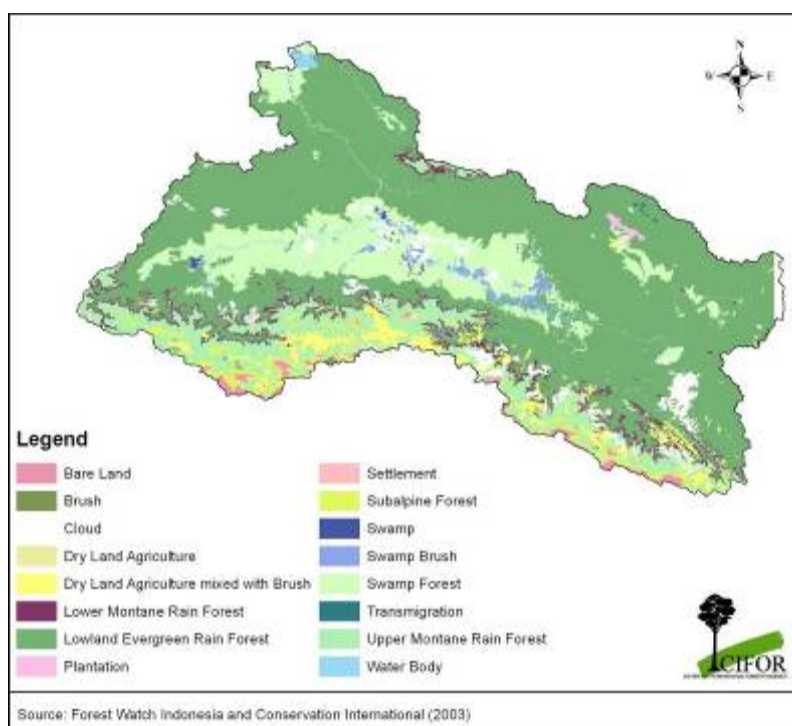 N
W E
S
Legend
Bare Land
Brush
Cloud
Dry Land Agriculture
Dry Land Agriculture mixed with Brush
Lower Montane Rain Forest
Lowland Evergreen Rain Forest
Plantation
Settlement
Subalpine Forest
Swamp
Swamp Brush
Swamp Forest
Transmigration
Upper Montane Rain Forest
Water Body
CIFOR
Source: Forest Watch Indonesia and Conservation International (2003)